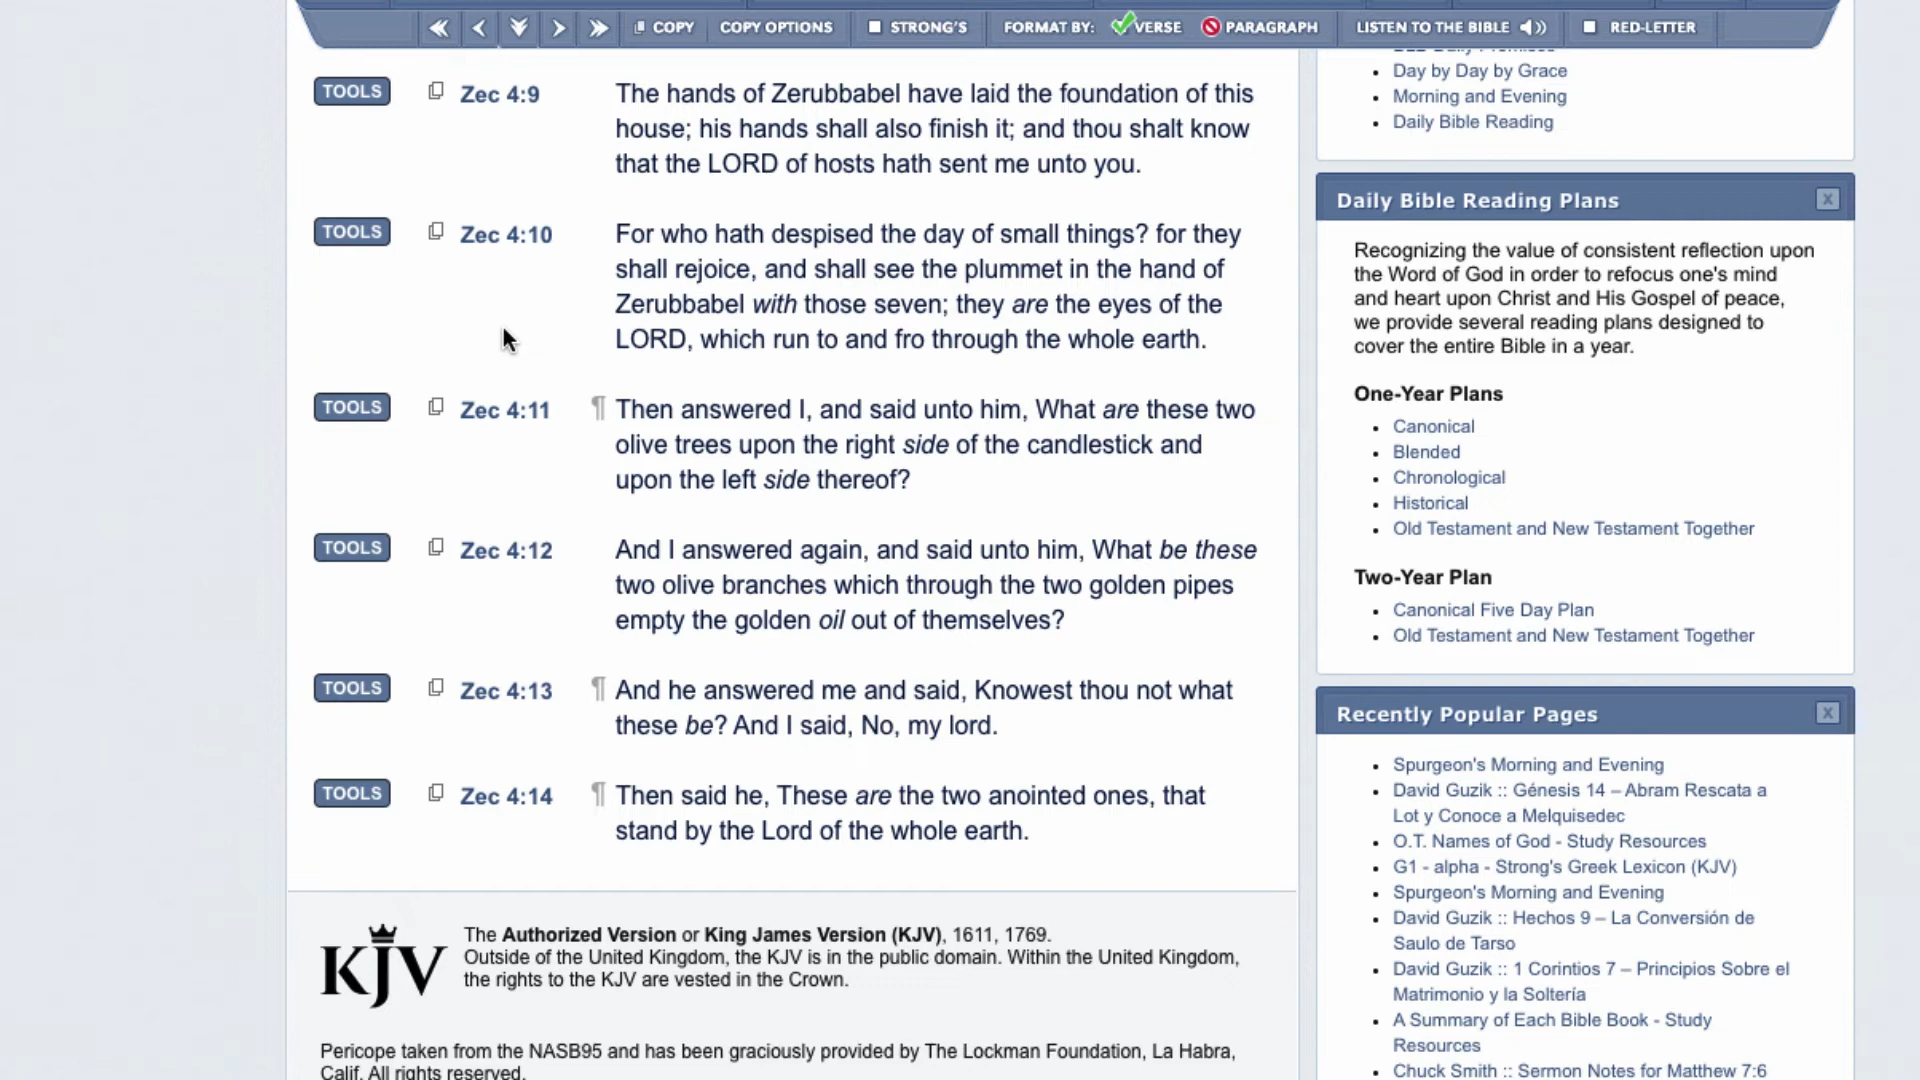 COPY COPY OPTIONS STRONG'S FORMAT BY: VERSE PARAGRAPH LISTEN TO THE BIBLE RED-LETTER
TOOLS Zec 4:9 The hands of Zerubbabel have laid the foundation of this
house; his hands shall also finish it; and thou shalt know
that the LORD of hosts hath sent me unto you.
TOOLS Zec 4:10 For who hath despised the day of small things? for they
shall rejoice, and shall see the plummet in the hand of
Zerubbabel with those seven; they are the eyes of the
LORD, which run to and fro through the whole earth.
TOOLS Zec 4:11 ¶ Then answered I, and said unto him, What are these two
olive trees upon the right side of the candlestick and
upon the left side thereof?
TOOLS Zec 4:12 And I answered again, and said unto him, What be these
two olive branches which through the two golden pipes
empty the golden oil out of themselves?
TOOLS Zec 4:13 ¶ And he answered me and said, Knowest thou not what
these be? And I said, No, my lord.
TOOLS Zec 4:14 ¶ Then said he, These are the two anointed ones, that
stand by the Lord of the whole earth.
KJV
The Authorized Version or King James Version (KJV), 1611, 1769.
Outside of the United Kingdom, the KJV is in the public domain. Within the United Kingdom,
the rights to the KJV are vested in the Crown.
Pericope taken from the NASB95 and has been graciously provided by The Lockman Foundation, La Habra,
Calif. All rights reserved.
Day by Day by Grace
Morning and Evening
Daily Bible Reading
Daily Bible Reading Plans x
Recognizing the value of consistent reflection upon
the Word of God in order to refocus one's mind
and heart upon Christ and His Gospel of peace,
we provide several reading plans designed to
cover the entire Bible in a year.
One-Year Plans
Canonical
Blended
Chronological
Historical
Old Testament and New Testament Together
Two-Year Plan
Canonical Five Day Plan
Old Testament and New Testament Together
Recently Popular Pages x
Spurgeon's Morning and Evening
David Guzik :: Génesis 14 – Abram Rescata a
Lot y Conoce a Melquisedec
O.T. Names of God - Study Resources
G1 - alpha - Strong's Greek Lexicon (KJV)
Spurgeon's Morning and Evening
David Guzik :: Hechos 9 – La Conversión de
Saulo de Tarso
David Guzik :: 1 Corintios 7 – Principios Sobre el
Matrimonio y la Soltería
A Summary of Each Bible Book - Study
Resources
Chuck Smith :: Sermon Notes for Matthew 7:6